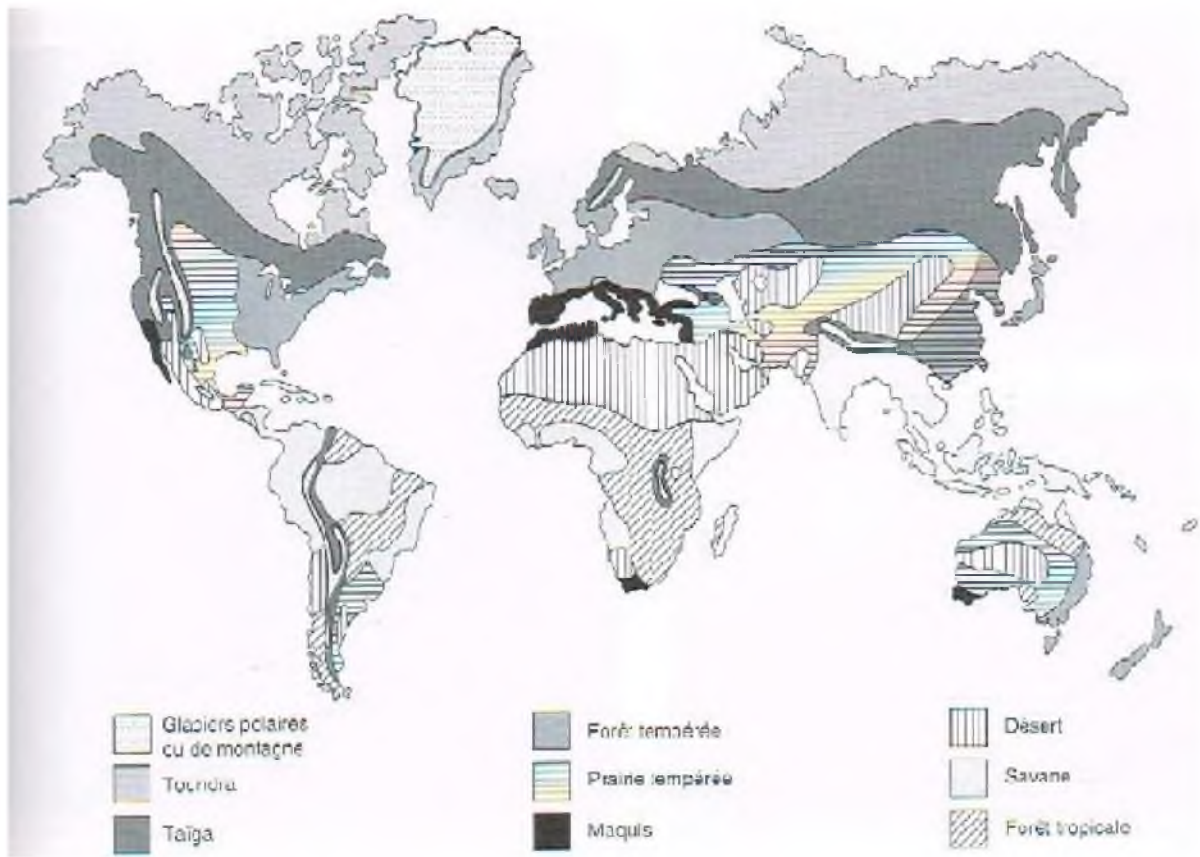 Glaciers polaires
ou de montagne
Toundra
Taïga
Forêt tempérée
Prairie tempérée
Maquis
Désert
Savane
Forêt tropicale